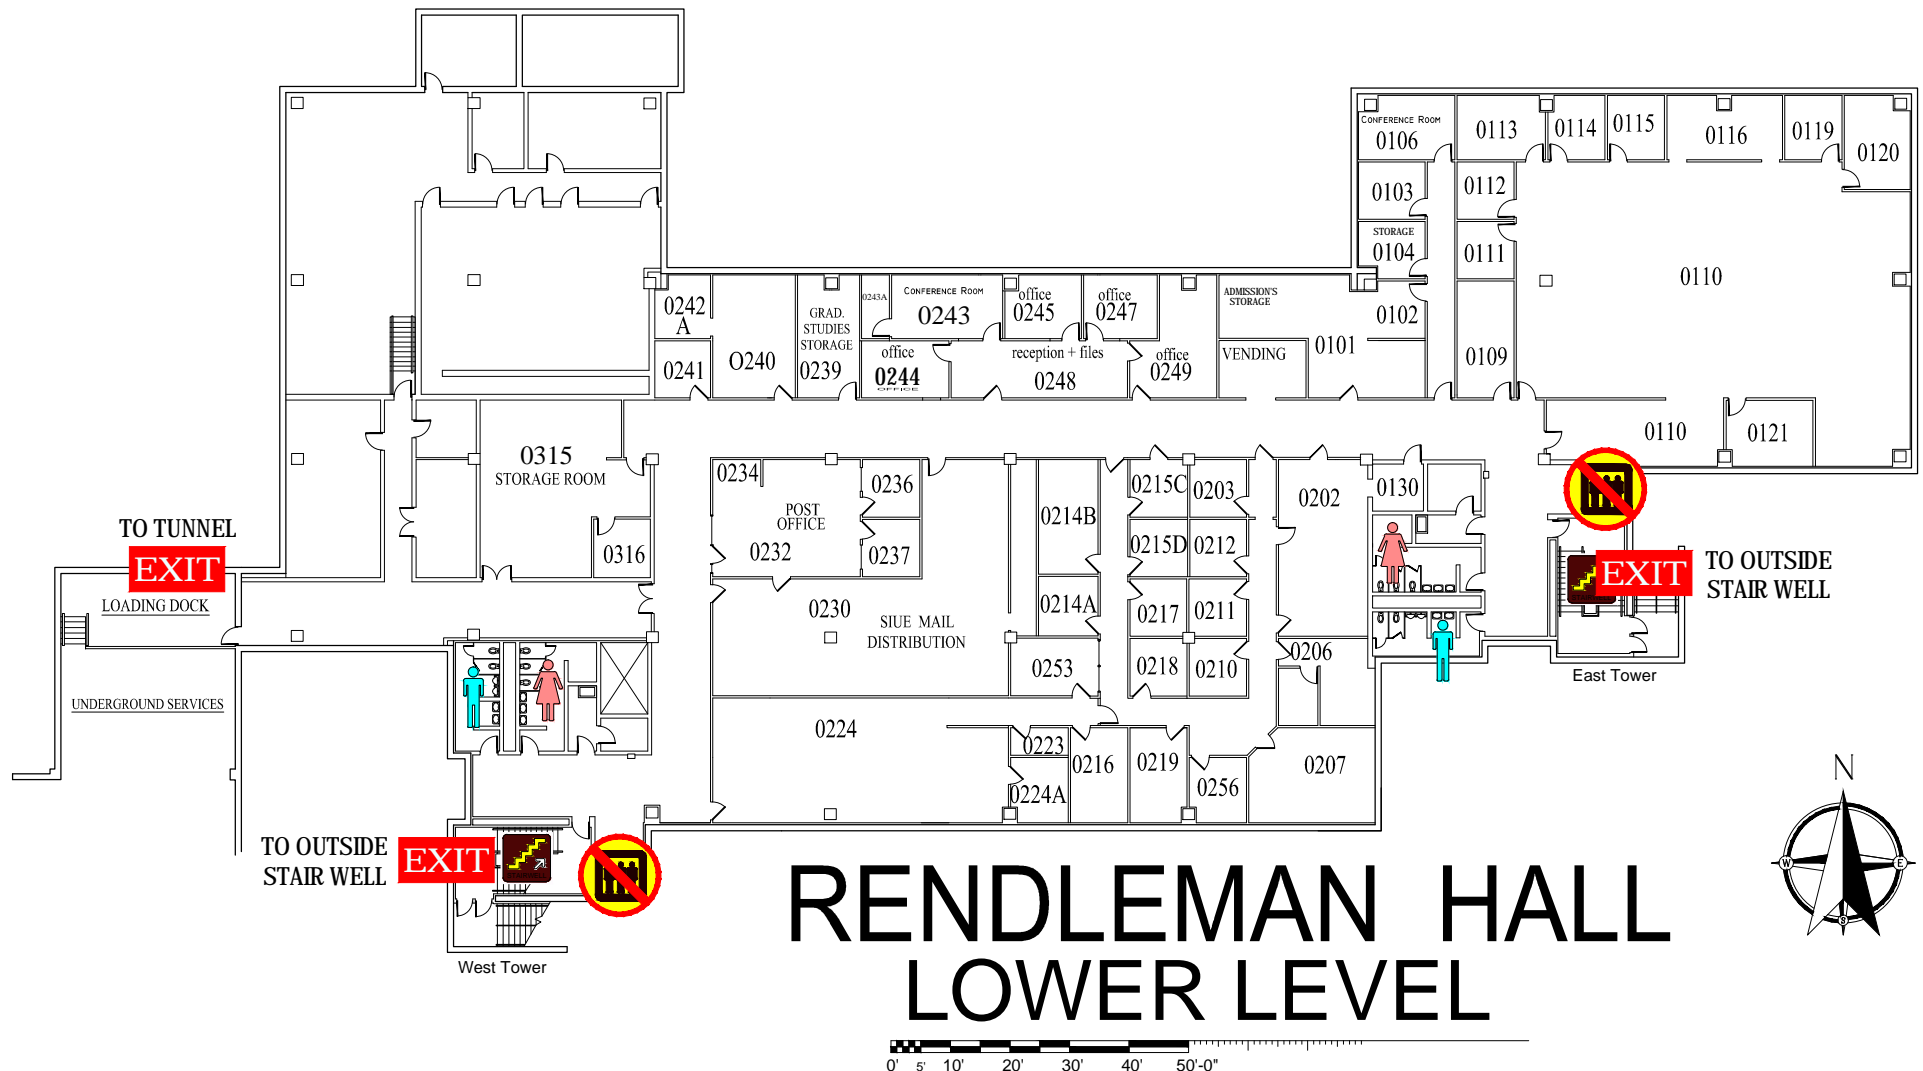 CONFERENCE ROOM
0106
0113
0114
0115
0116
0119
0120
0103
0112
STORAGE
0104
0111
0110
0102
0109
0101
ADMISSION'S
STORAGE
VENDING
0110
0121
0242
A
0241
O240
GRAD.
STUDIES
STORAGE
0239
0243A
CONFERENCE ROOM
0243
office
0244
OFFICE
office
0245
office
0247
reception + files
0248
office
0249
0315
STORAGE ROOM
0316
0234
POST
OFFICE
0232
0236
0237
0230
SIUE MAIL
DISTRIBUTION
0214B
0214A
0253
0215C
0203
0215D
0212
0217
0211
0218
0210
0202
0206
0207
0130
0224
0223
0224A
0216
0219
0256
TO TUNNEL
EXIT
LOADING DOCK
UNDERGROUND SERVICES
EXIT
TO OUTSIDE
STAIR WELL
East Tower
TO OUTSIDE
STAIR WELL
EXIT
West Tower
N
W
E
S
RENDLEMAN HALL
LOWER LEVEL
0' 5' 10' 20' 30' 40' 50'-0"